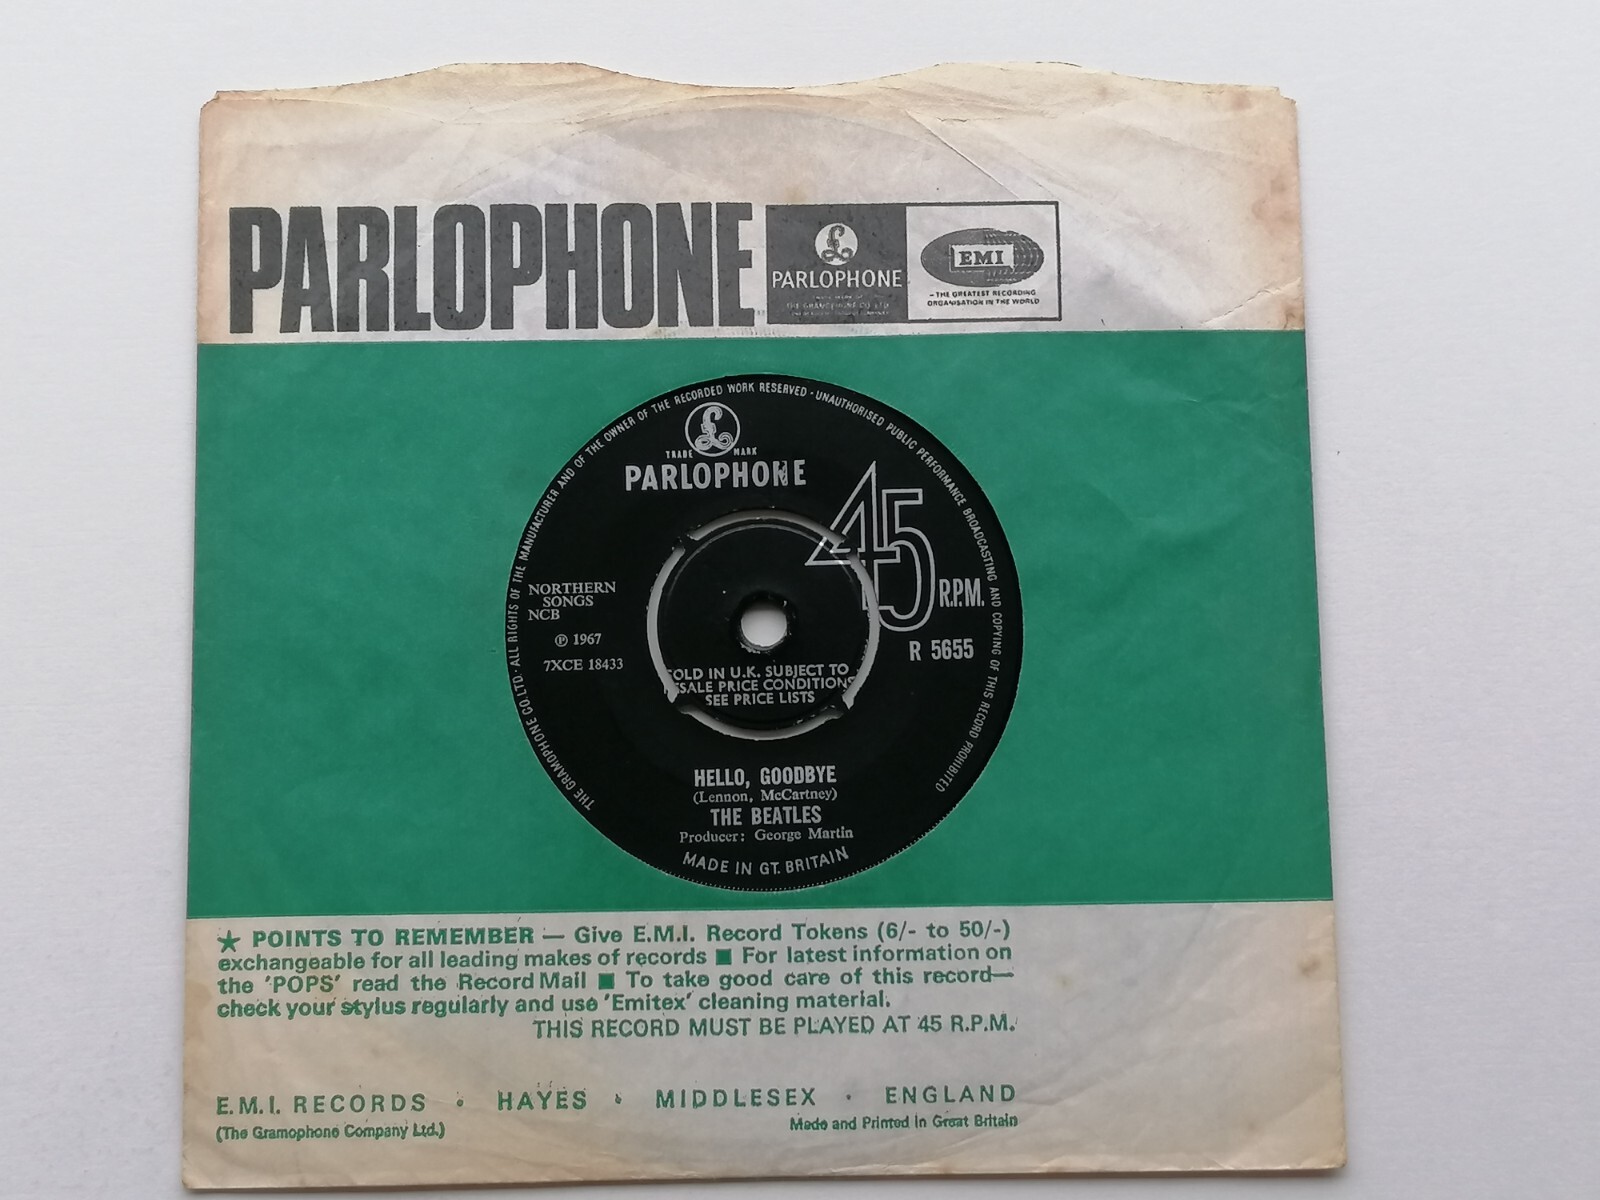 PARLOPHONE
£
PARLOPHONE
EMI
-THE GREATEST RECORDING
ORGANISATION IN THE WORLD
THE GRAMOPHONE CO.LTD.·ALL RIGHTS OF THE MANUFACTURER AND OF THE OWNER OF THE RECORDED WORK RESERVED·UNAUTHORISED PUBLIC PERFORMANCE BROADCASTING AND COPYING OF THIS RECORD PROHIBITED
£
TRADE MARK
PARLOPHONE
45
R.P.M.
NORTHERN
SONGS
NCB
℗ 1967
7XCE 18433
R 5655
SOLD IN U.K. SUBJECT TO
RESALE PRICE CONDITIONS
SEE PRICE LISTS
HELLO, GOODBYE
(Lennon, McCartney)
THE BEATLES
Producer: George Martin
MADE IN GT. BRITAIN
★ POINTS TO REMEMBER — Give E.M.I. Record Tokens (6/- to 50/-)
exchangeable for all leading makes of records ■ For latest information on
the 'POPS' read the Record Mail ■ To take good care of this record—
check your stylus regularly and use 'Emitex' cleaning material.
THIS RECORD MUST BE PLAYED AT 45 R.P.M.
E.M.I. RECORDS · HAYES · MIDDLESEX · ENGLAND
(The Gramophone Company Ltd.)
Made and Printed in Great Britain